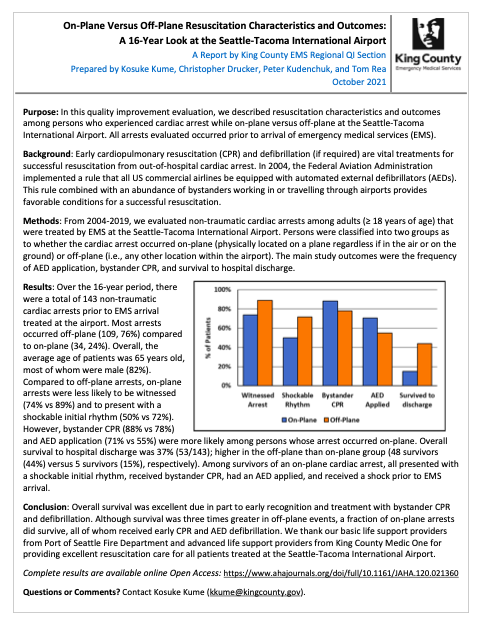 On-Plane Versus Off-Plane Resuscitation Characteristics and Outcomes:
A 16-Year Look at the Seattle-Tacoma International Airport
A Report by King County EMS Regional QI Section
Prepared by Kosuke Kume, Christopher Drucker, Peter Kudenchuk, and Tom Rea
October 2021
King County
Emergency Medical Services
Purpose: In this quality improvement evaluation, we described resuscitation characteristics and outcomes
among persons who experienced cardiac arrest while on-plane versus off-plane at the Seattle-Tacoma
International Airport. All arrests evaluated occurred prior to arrival of emergency medical services (EMS).
Background: Early cardiopulmonary resuscitation (CPR) and defibrillation (if required) are vital treatments for
successful resuscitation from out-of-hospital cardiac arrest. In 2004, the Federal Aviation Administration
implemented a rule that all US commercial airlines be equipped with automated external defibrillators (AEDs).
This rule combined with an abundance of bystanders working in or travelling through airports provides
favorable conditions for a successful resuscitation.
Methods: From 2004-2019, we evaluated non-traumatic cardiac arrests among adults (≥ 18 years of age) that
were treated by EMS at the Seattle-Tacoma International Airport. Persons were classified into two groups as
to whether the cardiac arrest occurred on-plane (physically located on a plane regardless if in the air or on the
ground) or off-plane (i.e., any other location within the airport). The main study outcomes were the frequency
of AED application, bystander CPR, and survival to hospital discharge.
Results: Over the 16-year period, there
were a total of 143 non-traumatic
cardiac arrests prior to EMS arrival
treated at the airport. Most arrests
occurred off-plane (109, 76%) compared
to on-plane (34, 24%). Overall, the
average age of patients was 65 years old,
most of whom were male (82%).
Compared to off-plane arrests, on-plane
arrests were less likely to be witnessed
(74% vs 89%) and to present with a
shockable initial rhythm (50% vs 72%).
However, bystander CPR (88% vs 78%)
and AED application (71% vs 55%) were more likely among persons whose arrest occurred on-plane. Overall
survival to hospital discharge was 37% (53/143); higher in the off-plane than on-plane group (48 survivors
(44%) versus 5 survivors (15%), respectively). Among survivors of an on-plane cardiac arrest, all presented with
a shockable initial rhythm, received bystander CPR, had an AED applied, and received a shock prior to EMS
arrival.
% of Patients
100%
80%
60%
40%
20%
0%
Witnessed Arrest
Shockable Rhythm
Bystander CPR
AED Applied
Survived to discharge
On-Plane
Off-Plane
Conclusion: Overall survival was excellent due in part to early recognition and treatment with bystander CPR
and defibrillation. Although survival was three times greater in off-plane events, a fraction of on-plane arrests
did survive, all of whom received early CPR and AED defibrillation. We thank our basic life support providers
from Port of Seattle Fire Department and advanced life support providers from King County Medic One for
providing excellent resuscitation care for all patients treated at the Seattle-Tacoma International Airport.
Complete results are available online Open Access: https://www.ahajournals.org/doi/full/10.1161/JAHA.120.021360
Questions or Comments? Contact Kosuke Kume (kkume@kingcounty.gov).